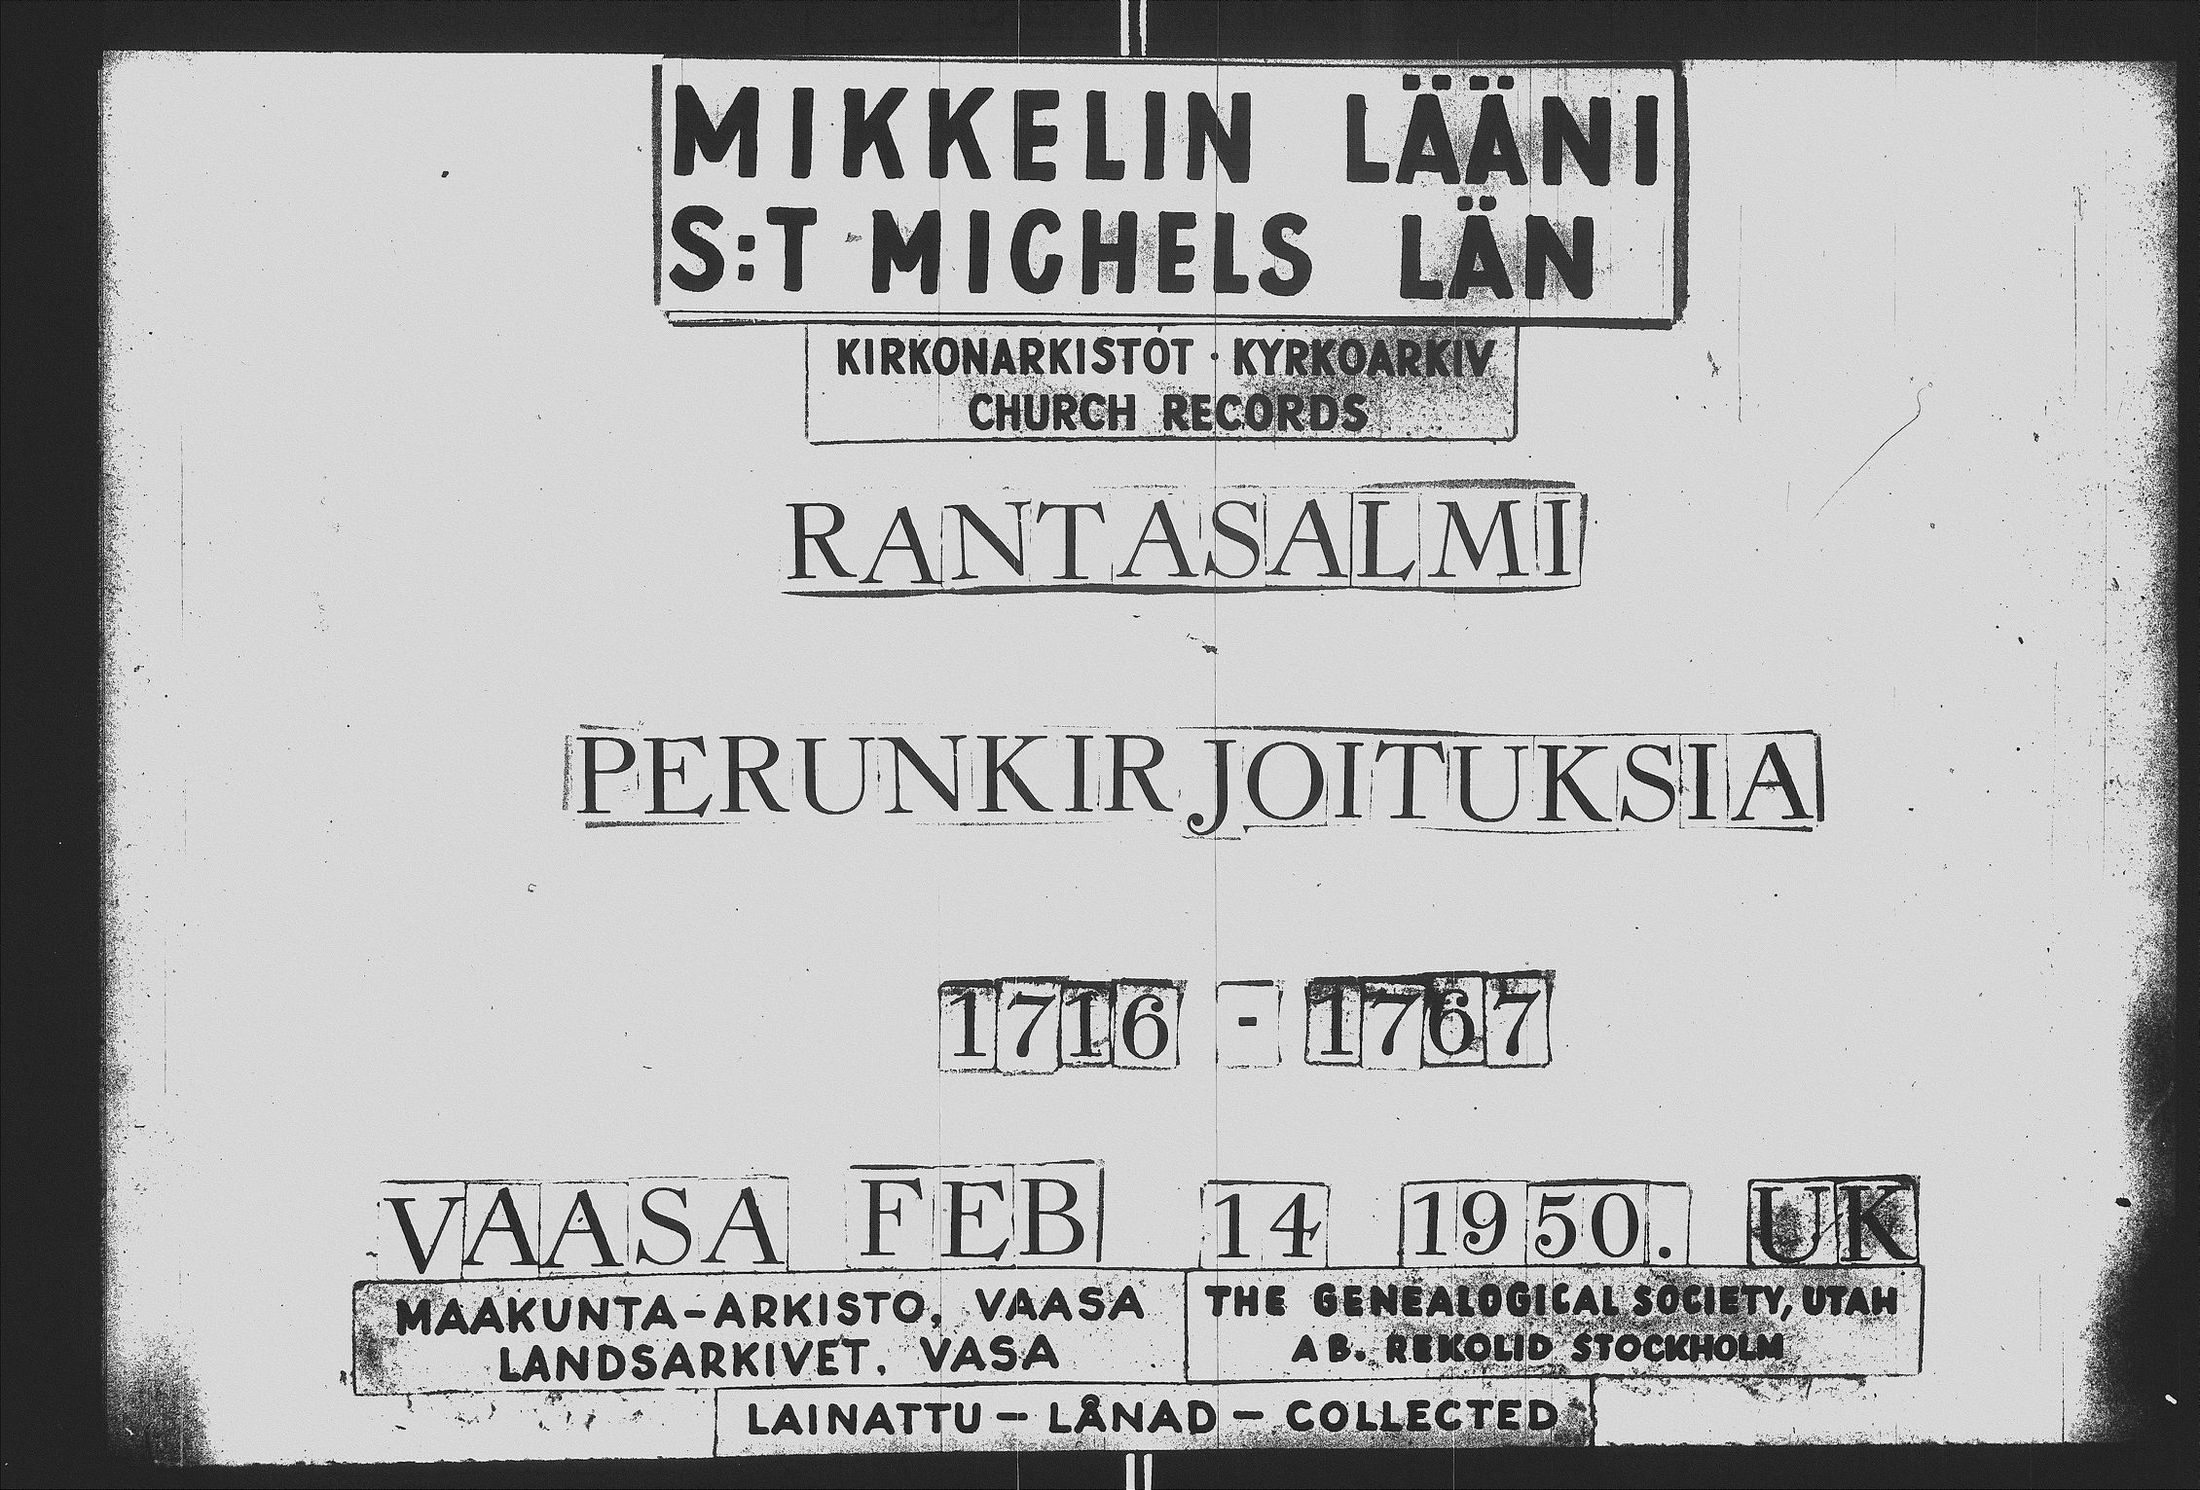 MIKKELIN LÄÄNI
S:T MICHELS LÄN
KIRKONARKISTOT · KYRKOARKIV
CHURCH RECORDS
RANTASALMI
PERUNKIRJOITUKSIA
1716 - 1767
VAASA FEB 14 1950. UK
MAAKUNTA-ARKISTO, VAASA
LANDSARKIVET, VASA
THE GENEALOGICAL SOCIETY, UTAH
AB. REKOLID STOCKHOLM
LAINATTU - LÅNAD - COLLECTED